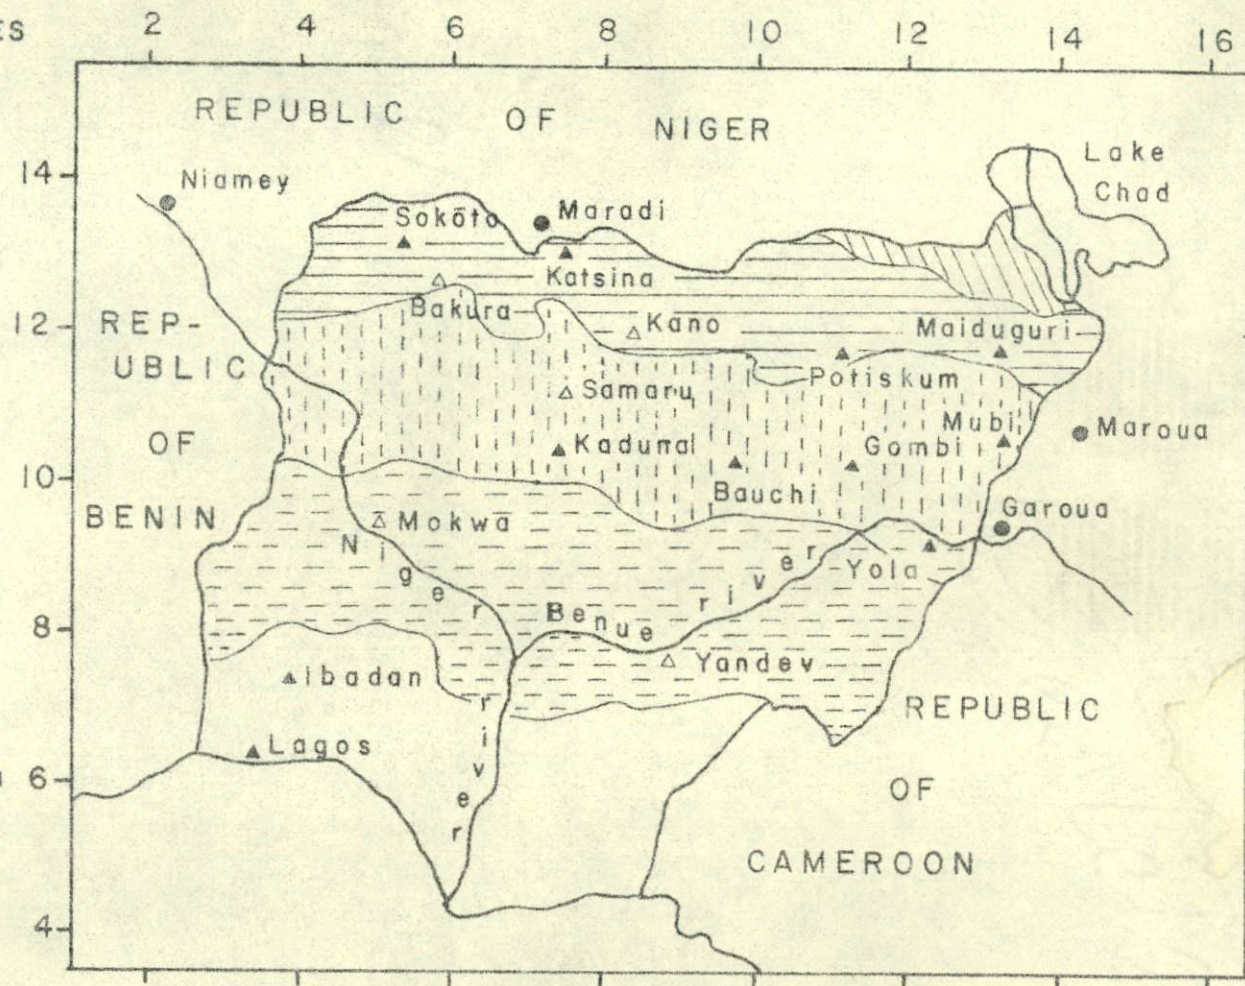 ES
2 4 6 8 10 12 14 16
REPUBLIC OF NIGER
14
Niamey
Lake
Chad
Sokōto
Maradi
Katsina
12
REP-
UBLIC
OF
BENIN
Bakura
Kano
Maiduguri
Potiskum
Samaru
Mubi
Maroua
Kaduna
Gombi
10
Bauchi
Garoua
Mokwa
Niger
river
Benue
river
Yola
8
Yandev
Ibadan
REPUBLIC
OF
CAMEROON
Lagos
6
4